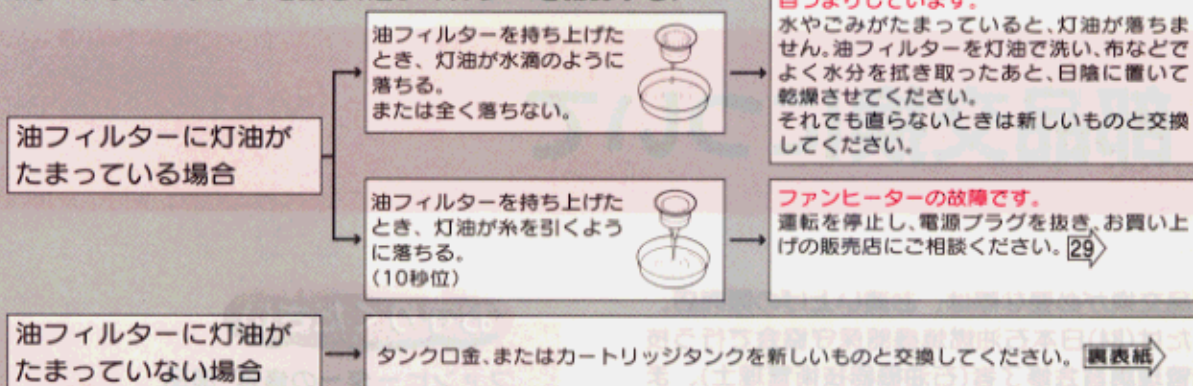 油フィルターに灯油が
たまっている場合
油フィルターを持ち上げた
とき、灯油が水滴のように
落ちる。
または全く落ちない。
目づまりしています。
水やごみがたまっていると、灯油が落ちま
せん。油フィルターを灯油で洗い、布などで
よく水分を拭き取ったあと、日陰に置いて
乾燥させてください。
それでも直らないときは新しいものと交換
してください。
油フィルターを持ち上げた
とき、灯油が糸を引くよう
に落ちる。
(10秒位)
ファンヒーターの故障です。
運転を停止し、電源プラグを抜き、お買い上
げの販売店にご相談ください。29
油フィルターに灯油が
たまっていない場合
タンク口金、またはカートリッジタンクを新しいものと交換してください。裏表紙